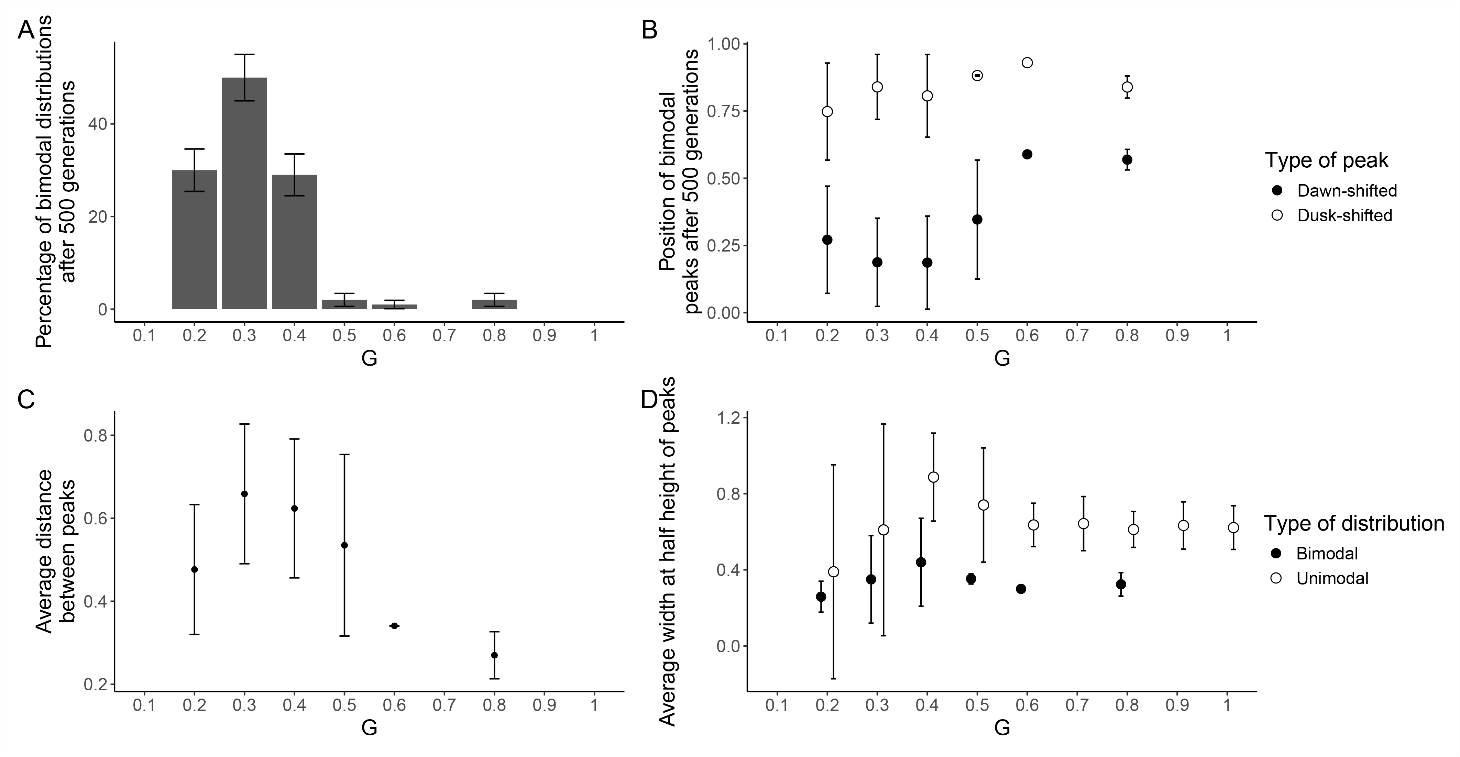 A
Percentage of bimodal distributions
after 500 generations
40
20
0
0.1 0.2 0.3 0.4 0.5 0.6 0.7 0.8 0.9 1
G
B
Position of bimodal
peaks after 500 generations
1.00
0.75
0.50
0.25
0.00
0.1 0.2 0.3 0.4 0.5 0.6 0.7 0.8 0.9 1
G
Type of peak
Dawn-shifted
Dusk-shifted
C
Average distance
between peaks
0.8
0.6
0.4
0.2
0.1 0.2 0.3 0.4 0.5 0.6 0.7 0.8 0.9 1
G
D
Average width at half height of peaks
1.2
0.8
0.4
0.0
0.1 0.2 0.3 0.4 0.5 0.6 0.7 0.8 0.9 1
G
Type of distribution
Bimodal
Unimodal